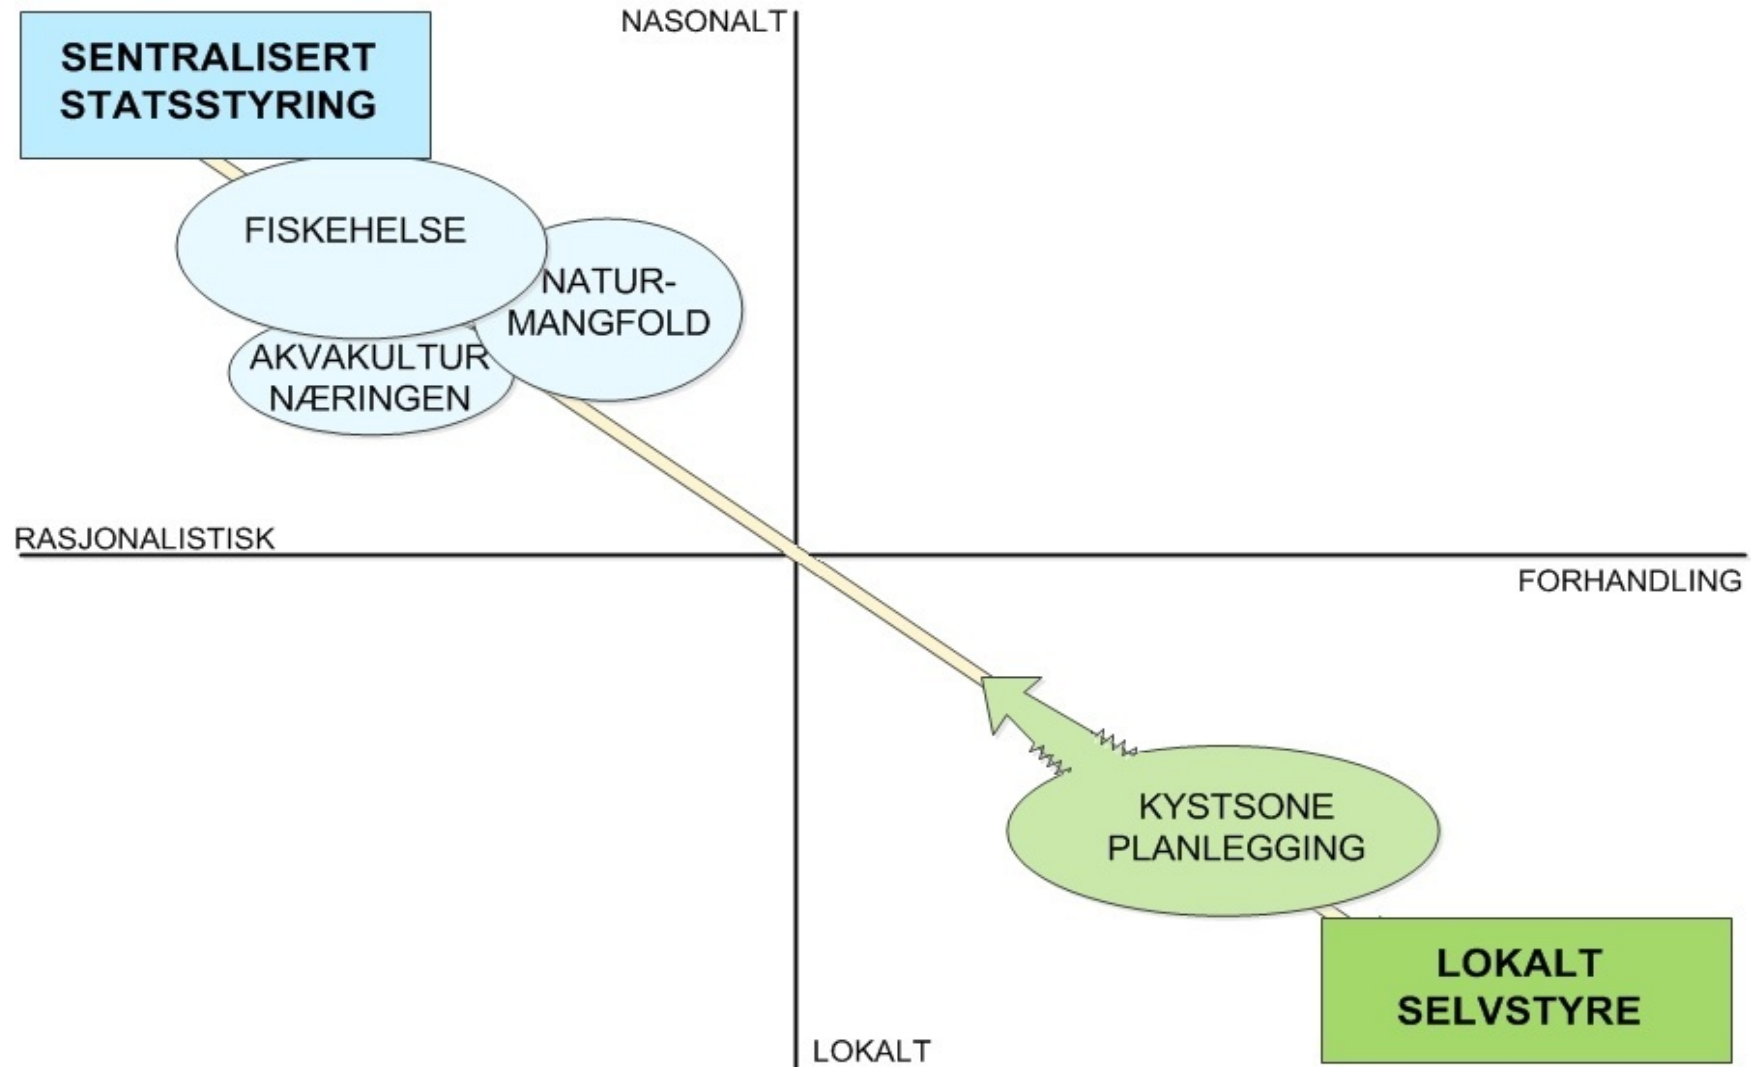 NASONALT
SENTRALISERT
STATSSTYRING
FISKEHELSE
NATUR-
MANGFOLD
AKVAKULTUR
NÆRINGEN
RASJONALISTISK
FORHANDLING
KYSTSONE
PLANLEGGING
LOKALT
SELVSTYRE
LOKALT